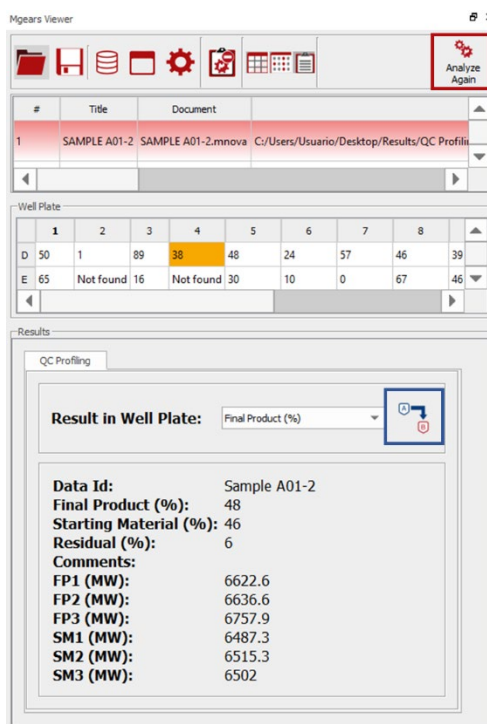 Mgears Viewer
Analyze
Again
# Title Document
1 SAMPLE A01-2 SAMPLE A01-2.mnova C:/Users/Usuario/Desktop/Results/QC Profilin
Well Plate
1 2 3 4 5 6 7 8
D 50 1 89 38 48 24 57 46 39
E 65 Not found 16 Not found 30 10 0 67 46
Results
QC Profiling
Result in Well Plate: Final Product (%)
A
B
Data Id: Sample A01-2
Final Product (%): 48
Starting Material (%): 46
Residual (%): 6
Comments:
FP1 (MW): 6622.6
FP2 (MW): 6636.6
FP3 (MW): 6757.9
SM1 (MW): 6487.3
SM2 (MW): 6515.3
SM3 (MW): 6502